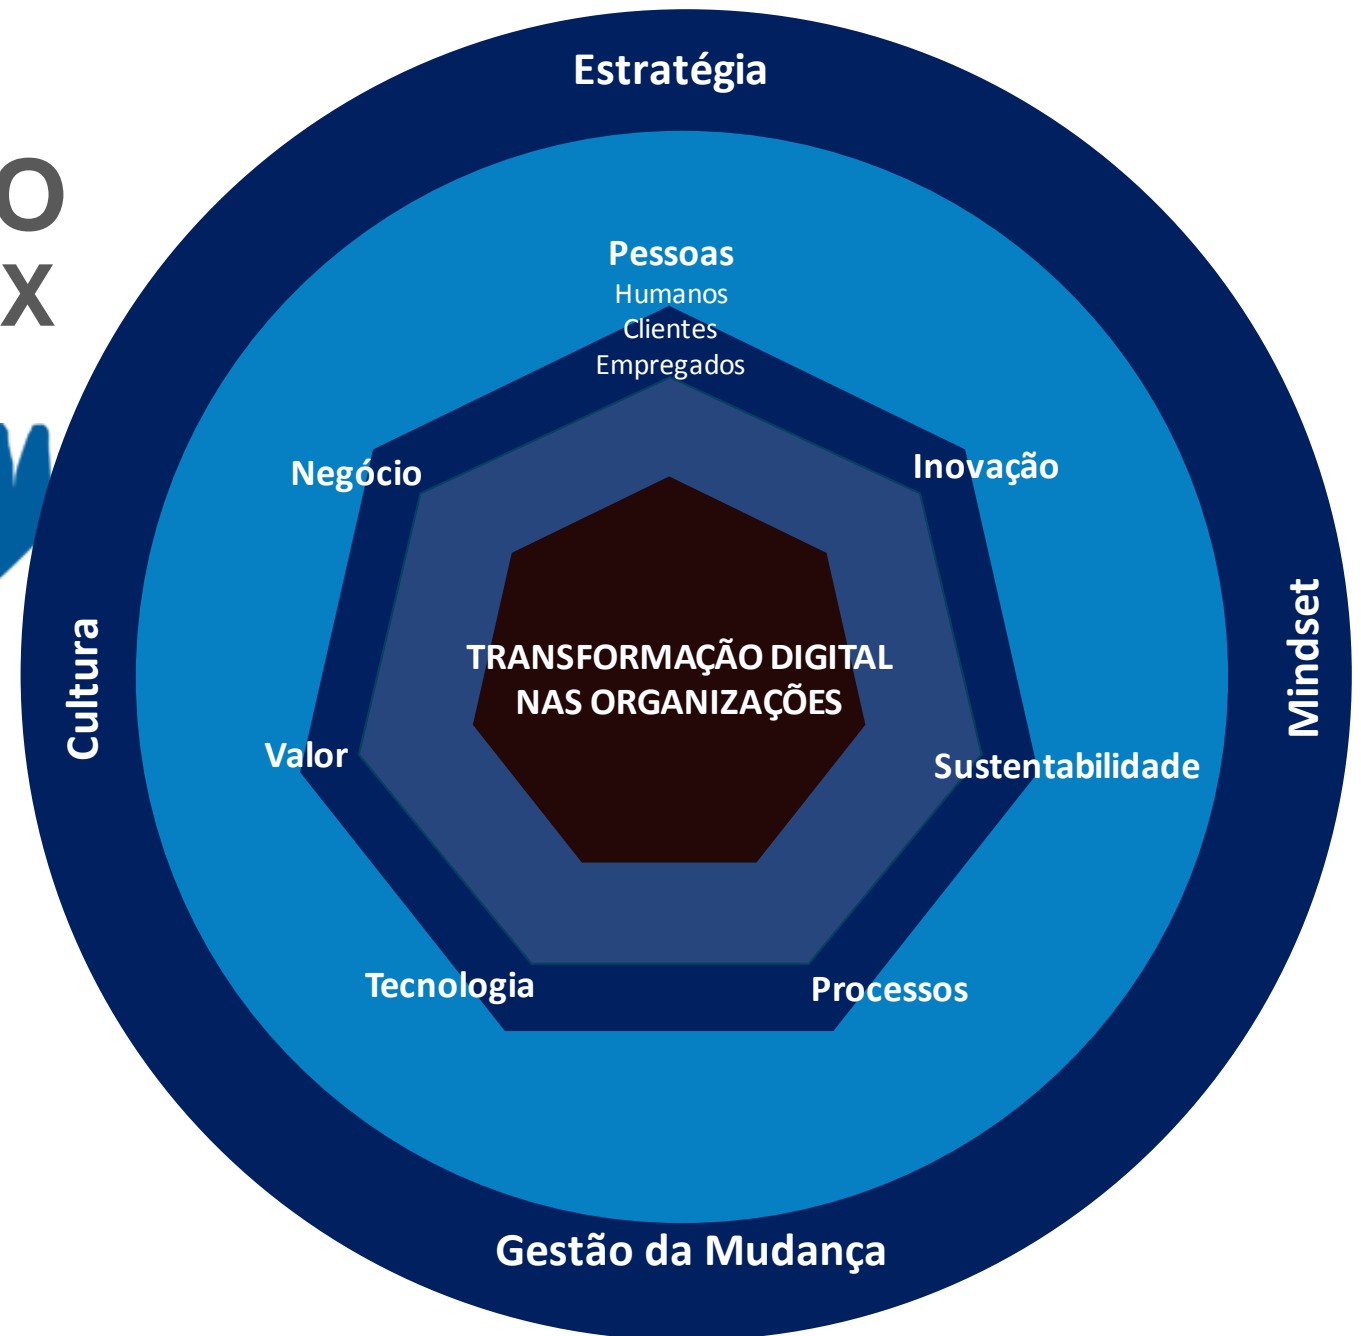 Estratégia
O
X
Pessoas
Humanos
Clientes
Empregados
Negócio
Inovação
Cultura
Mindset
TRANSFORMAÇÃO DIGITAL
NAS ORGANIZAÇÕES
Valor
Sustentabilidade
Tecnologia
Processos
Gestão da Mudança